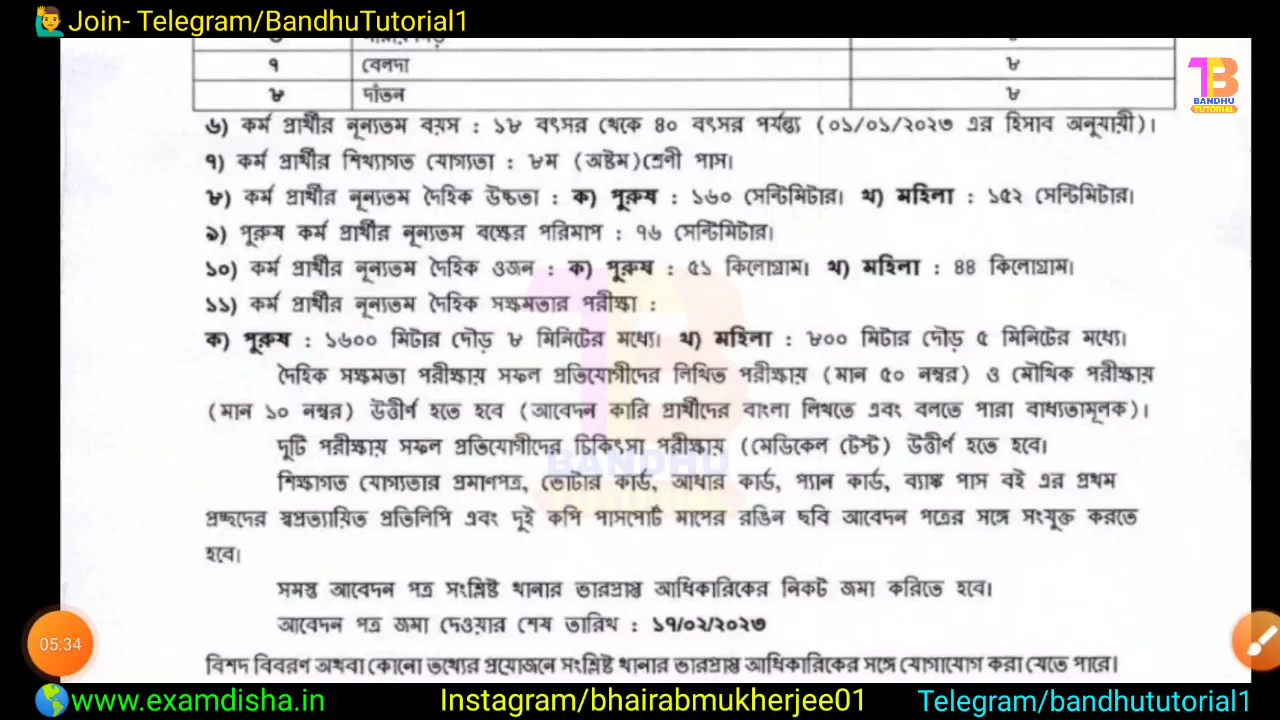 Join- Telegram/BandhuTutorial1
৭ বেলদা ৮
৮ দাঁতন ৮
TB
BANDHU
TUTORIAL
৬) কর্ম প্রার্থীর নূন্যতম বয়স : ১৮ বৎসর থেকে ৪০ বৎসর পর্যন্ত্য (০১/০১/২০২৩ এর হিসাব অনুযায়ী)।
৭) কর্ম প্রার্থীর শিখ্যাগত যোগ্যতা : ৮ম (অষ্টম)শ্রেণী পাস।
৮) কর্ম প্রার্থীর নূন্যতম দৈহিক উচ্চতা : ক) পুরুষ : ১৬০ সেন্টিমিটার। খ) মহিলা : ১৫২ সেন্টিমিটার।
৯) পুরুষ কর্ম প্রার্থীর নূন্যতম বক্ষের পরিমাপ : ৭৬ সেন্টিমিটার।
১০) কর্ম প্রার্থীর নূন্যতম দৈহিক ওজন : ক) পুরুষ : ৫১ কিলোগ্রাম। খ) মহিলা : ৪৪ কিলোগ্রাম।
১১) কর্ম প্রার্থীর নূন্যতম দৈহিক সক্ষমতার পরীক্ষা :
ক) পুরুষ : ১৬০০ মিটার দৌড় ৮ মিনিটের মধ্যে। খ) মহিলা : ৮০০ মিটার দৌড় ৫ মিনিটের মধ্যে।
দৈহিক সক্ষমতা পরীক্ষায় সফল প্রতিযোগীদের লিখিত পরীক্ষায় (মান ৫০ নম্বর) ও মৌখিক পরীক্ষায়
(মান ১০ নম্বর) উত্তীর্ণ হতে হবে (আবেদন কারি প্রার্থীদের বাংলা লিখতে এবং বলতে পারা বাধ্যতামূলক)।
দুটি পরীক্ষায় সফল প্রতিযোগীদের চিকিৎসা পরীক্ষায় ((মেডিকেল টেস্ট) উত্তীর্ণ হতে হবে।
BANDHU
TUTORIAL
শিক্ষাগত যোগ্যতার প্রমাণপত্র, ভোটার কার্ড, আধার কার্ড, প্যান কার্ড, ব্যাঙ্ক পাস বই এর প্রথম
প্রচ্ছদের স্বপ্রত্যায়িত প্রতিলিপি এবং দুই কপি পাসপোর্ট মাপের রঙিন ছবি আবেদন পত্রের সঙ্গে সংযুক্ত করতে
হবে।
সমস্ত আবেদন পত্র সংশ্লিষ্ট থানার ভারপ্রাপ্ত আধিকারিকের নিকট জমা করিতে হবে।
আবেদন পত্র জমা দেওয়ার শেষ তারিখ : ১৭/০২/২০২৩
05:34
বিশদ বিবরণ অথবা কোনো তথ্যের প্রয়োজনে সংশ্লিষ্ট থানার ভারপ্রাপ্ত আধিকারিকের সঙ্গে যোগাযোগ করা যেতে পারে।
www.examdisha.in Instagram/bhairabmukherjee01 Telegram/bandhututorial1